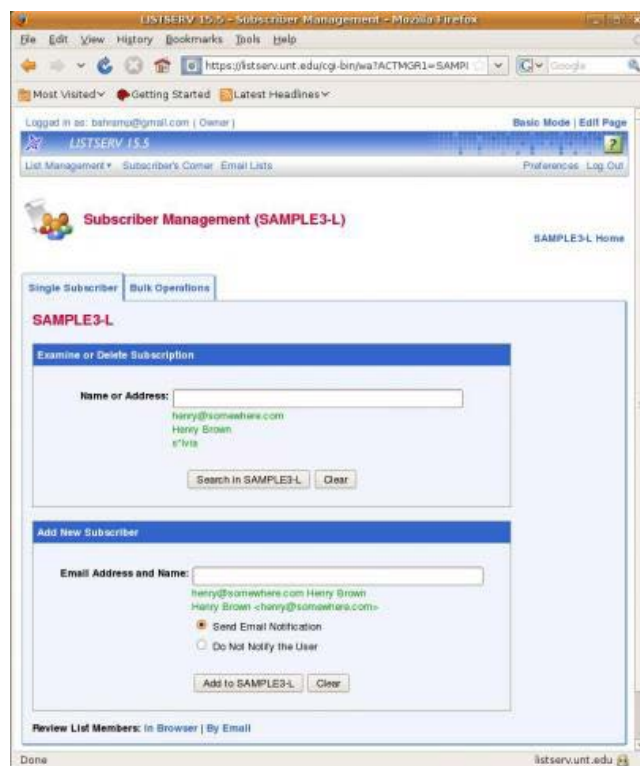 LISTSERV 15.5 - Subscriber Management - Mozilla Firefox
File Edit View History Bookmarks Tools Help
https://listserv.unt.edu/cgi-bin/wa?ACTMGR1=SAMPL
Google
Most Visited Getting Started Latest Headlines
Logged in as: bahramp@gmail.com ( Owner )
Basic Mode | Edit Page
LISTSERV 15.5
?
List Management Subscriber's Corner Email Lists
Preferences Log Out
Subscriber Management (SAMPLE3-L)
SAMPLE3-L Home
Single Subscriber Bulk Operations
SAMPLE3-L
Examine or Delete Subscription
Name or Address:
henry@somewhere.com
Henry Brown
s*lvia
Search in SAMPLE3-L Clear
Add New Subscriber
Email Address and Name:
henry@somewhere.com Henry Brown
Henry Brown <henry@somewhere.com>
Send Email Notification
Do Not Notify the User
Add to SAMPLE3-L Clear
Review List Members: In Browser | By Email
Done
listserv.unt.edu